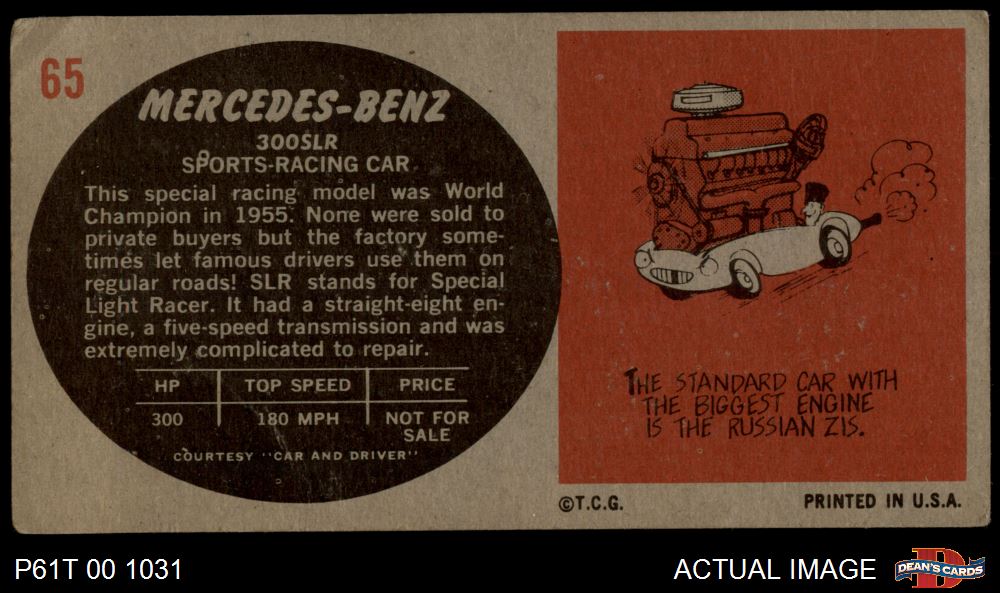 65
MERCEDES-BENZ
300SLR
SPORTS-RACING CAR
This special racing model was World
Champion in 1955. None were sold to
private buyers but the factory some-
times let famous drivers use them on
regular roads! SLR stands for Special
Light Racer. It had a straight-eight en-
gine, a five-speed transmission and was
extremely complicated to repair.
HP TOP SPEED PRICE
300 180 MPH NOT FOR
SALE
COURTESY "CAR AND DRIVER"
THE STANDARD CAR WITH
THE BIGGEST ENGINE
IS THE RUSSIAN ZIS.
©T.C.G. PRINTED IN U.S.A.
P61T 00 1031 ACTUAL IMAGE D
DEAN'S CARDS